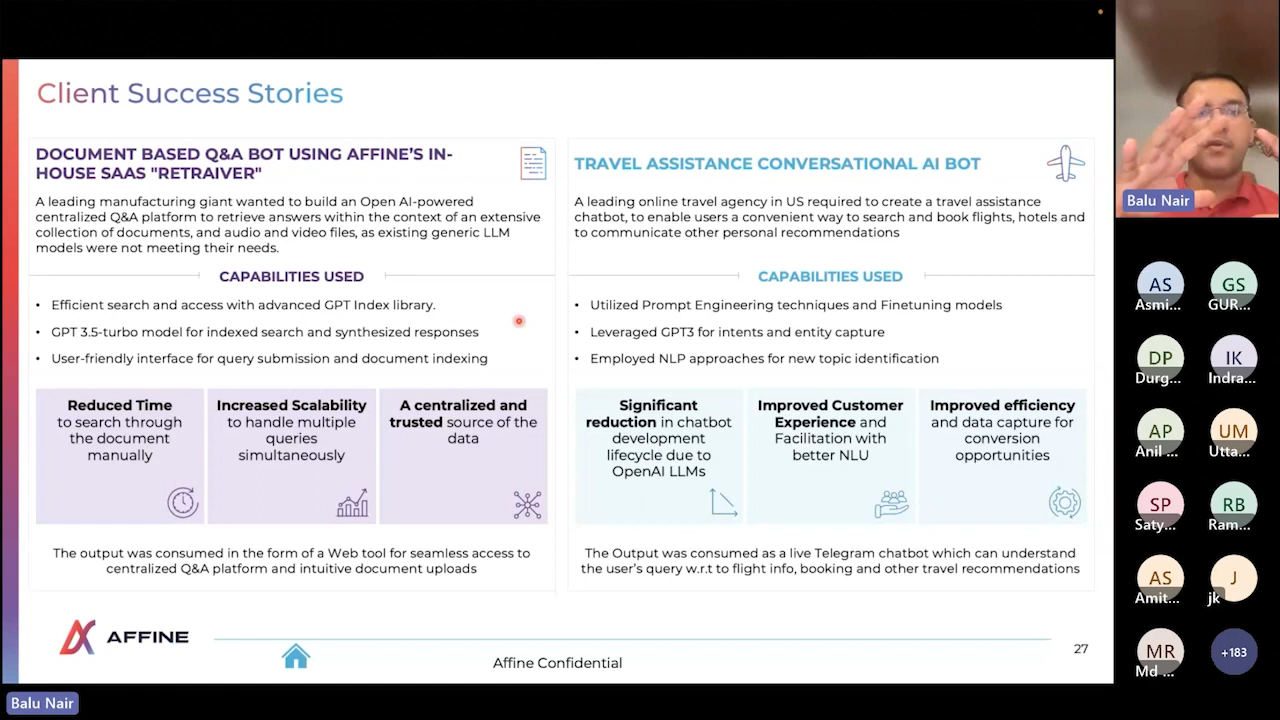 Client Success Stories
DOCUMENT BASED Q&A BOT USING AFFINE'S IN-
HOUSE SAAS "RETRAIVER"
A leading manufacturing giant wanted to build an Open AI-powered
centralized Q&A platform to retrieve answers within the context of an extensive
collection of documents, and audio and video files, as existing generic LLM
models were not meeting their needs.
CAPABILITIES USED
• Efficient search and access with advanced GPT Index library.
• GPT 3.5-turbo model for indexed search and synthesized responses
• User-friendly interface for query submission and document indexing
Reduced Time
to search through
the document
manually
Increased Scalability
to handle multiple
queries
simultaneously
A centralized and
trusted source of the
data
The output was consumed in the form of a Web tool for seamless access to
centralized Q&A platform and intuitive document uploads
TRAVEL ASSISTANCE CONVERSATIONAL AI BOT
A leading online travel agency in US required to create a travel assistance
chatbot, to enable users a convenient way to search and book flights, hotels and
to communicate other personal recommendations
CAPABILITIES USED
• Utilized Prompt Engineering techniques and Finetuning models
• Leveraged GPT3 for intents and entity capture
• Employed NLP approaches for new topic identification
Significant
reduction in chatbot
development
lifecycle due to
OpenAI LLMs
Improved Customer
Experience and
Facilitation with
better NLU
Improved efficiency
and data capture for
conversion
opportunities
The Output was consumed as a live Telegram chatbot which can understand
the user's query w.r.t to flight info, booking and other travel recommendations
AFFINE
Affine Confidential
27
Balu Nair
Balu Nair
AS
Asmi...
GS
GUR...
DP
Durg...
IK
Indra...
AP
Anil ...
UM
Utta...
SP
Saty...
RB
Ram...
AS
Amit...
J
jk
MR
Md ...
+183